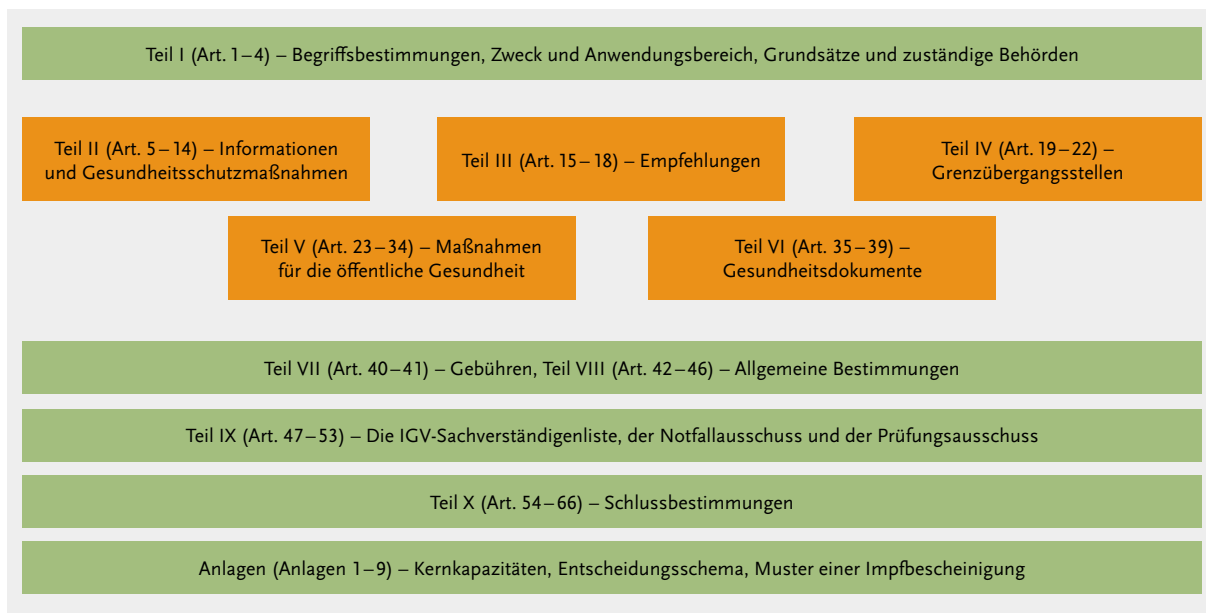 Teil I (Art. 1–4) – Begriffsbestimmungen, Zweck und Anwendungsbereich, Grundsätze und zuständige Behörden
Teil II (Art. 5–14) – Informationen
und Gesundheitsschutzmaßnahmen
Teil III (Art. 15–18) – Empfehlungen
Teil IV (Art. 19–22) –
Grenzübergangsstellen
Teil V (Art. 23–34) – Maßnahmen
für die öffentliche Gesundheit
Teil VI (Art. 35–39) –
Gesundheitsdokumente
Teil VII (Art. 40–41) – Gebühren, Teil VIII (Art. 42–46) – Allgemeine Bestimmungen
Teil IX (Art. 47–53) – Die IGV-Sachverständigenliste, der Notfallausschuss und der Prüfungsausschuss
Teil X (Art. 54–66) – Schlussbestimmungen
Anlagen (Anlagen 1–9) – Kernkapazitäten, Entscheidungsschema, Muster einer Impfbescheinigung